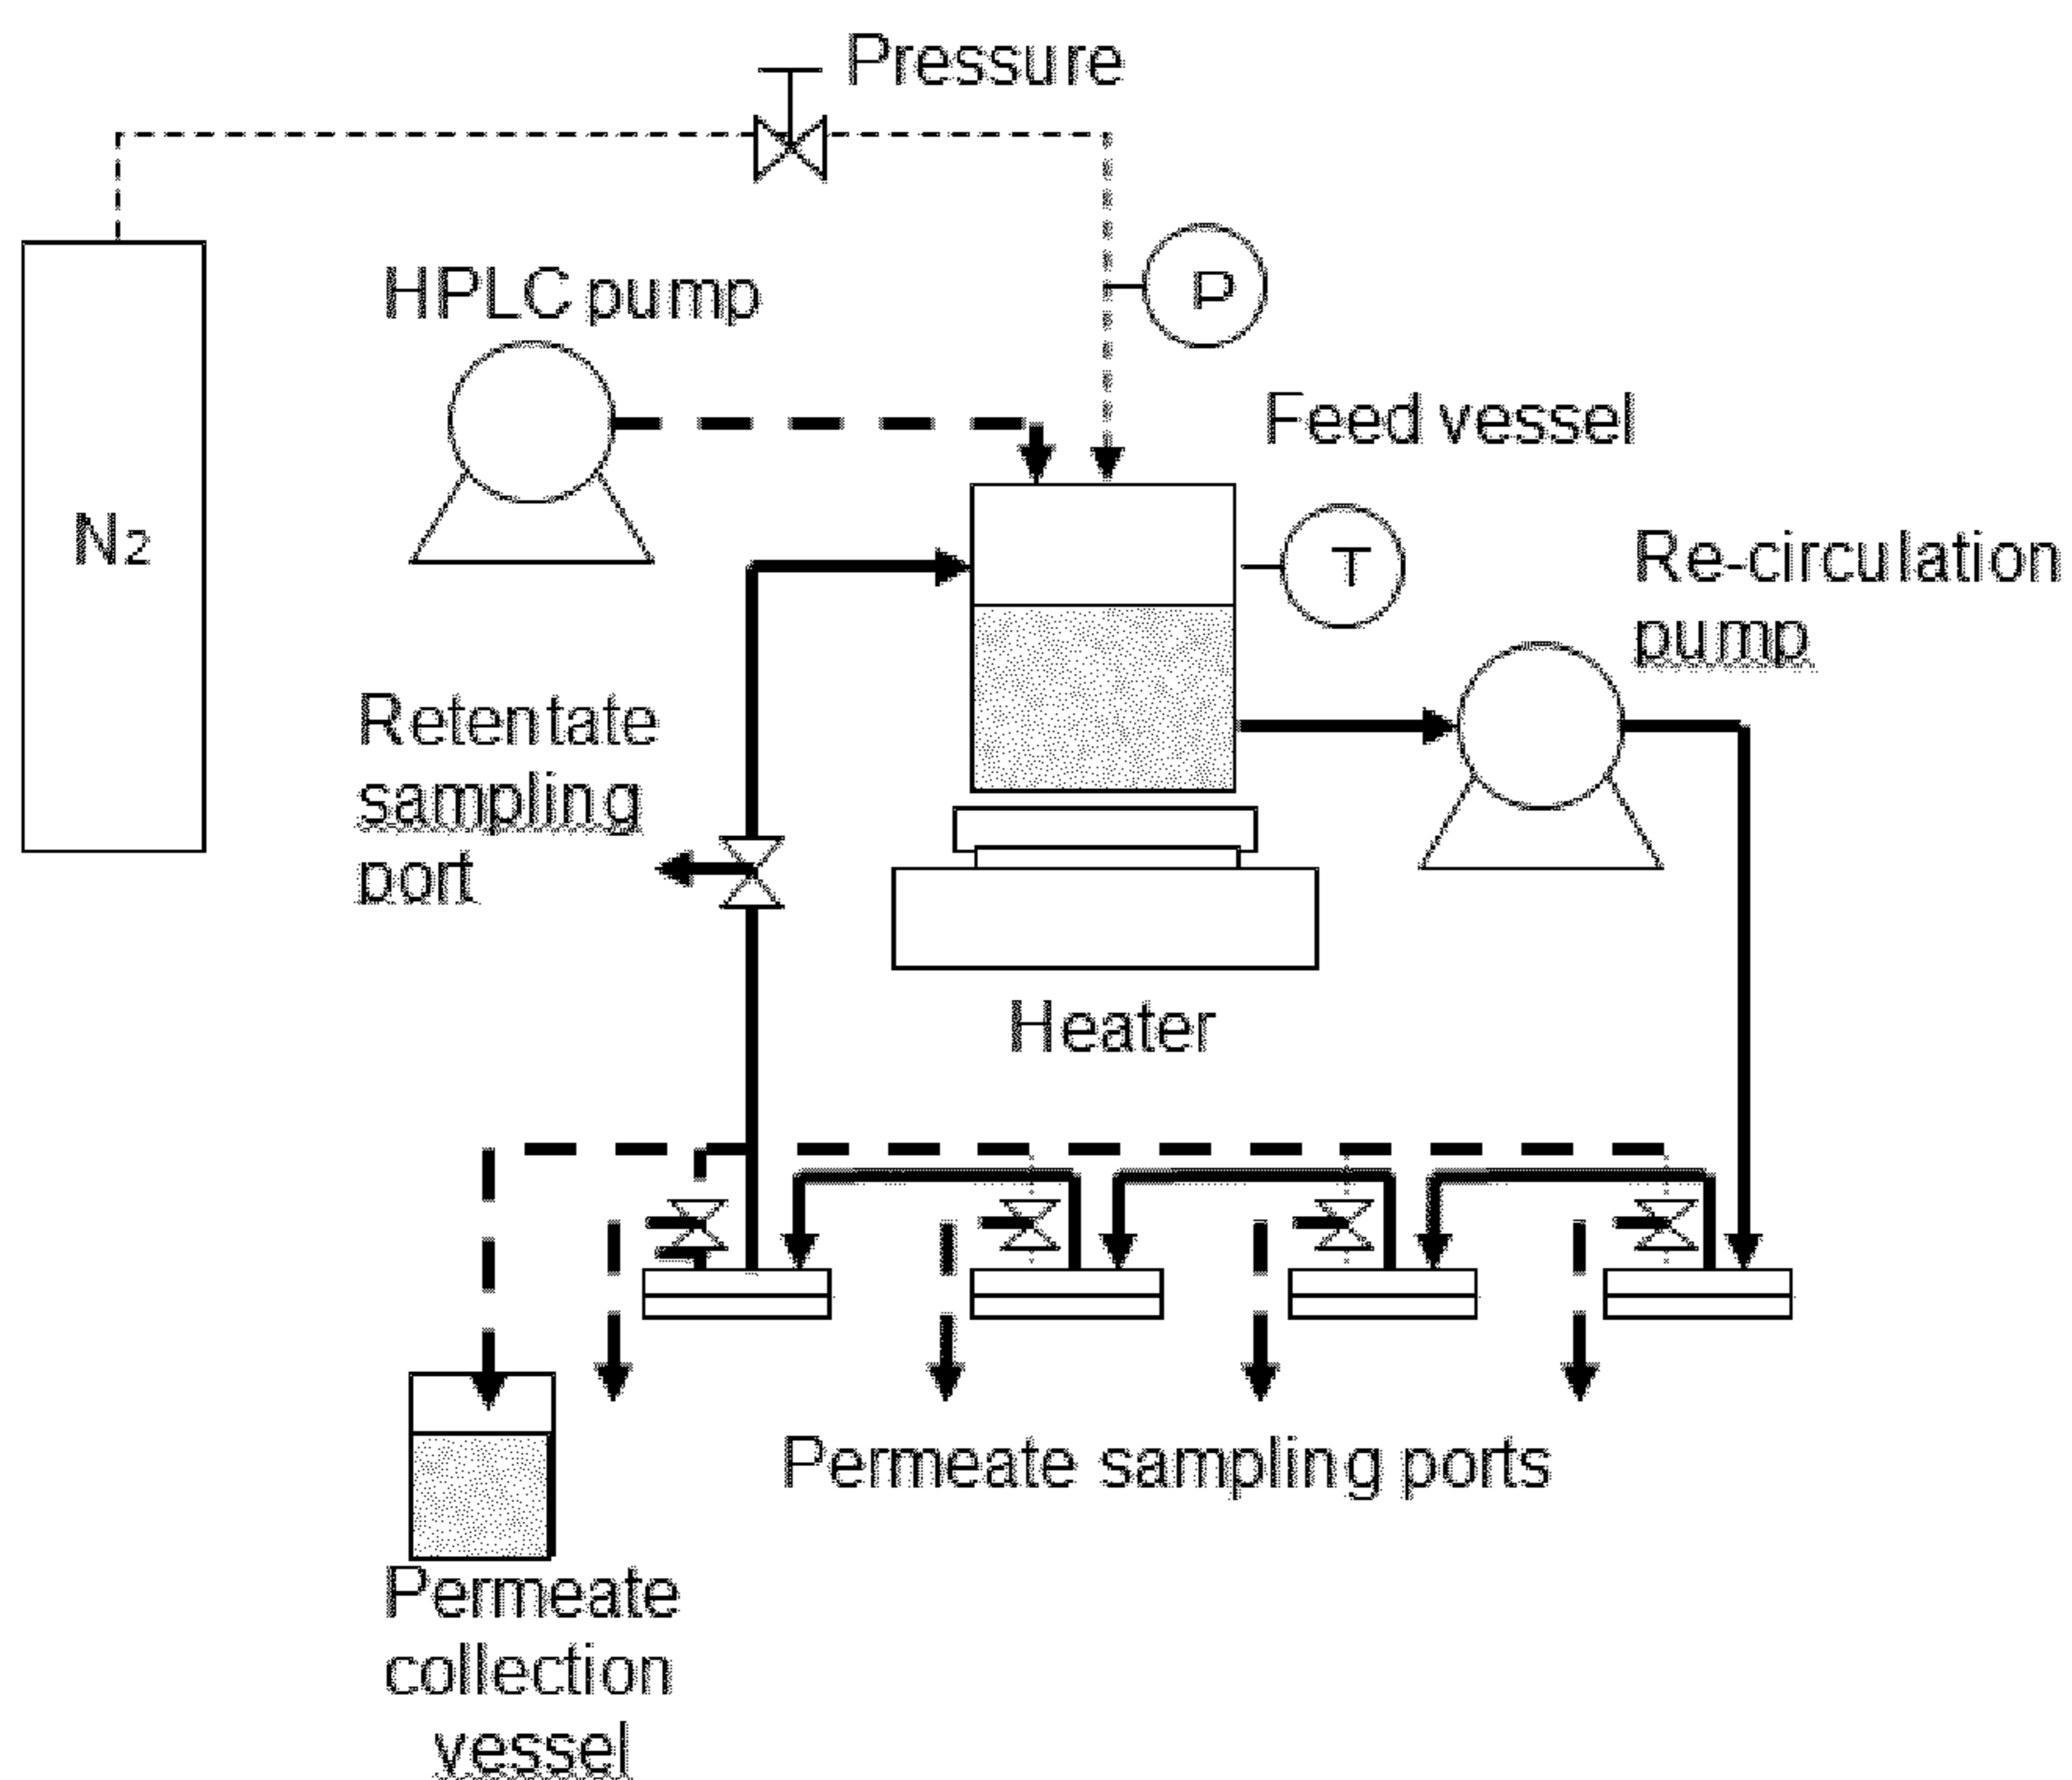 Pressure
HPLC pump
P
Feed vessel
N₂
T
Re-circulation
pump
Retentate
sampling
port
Heater
Permeate sampling ports
Permeate
collection
vessel